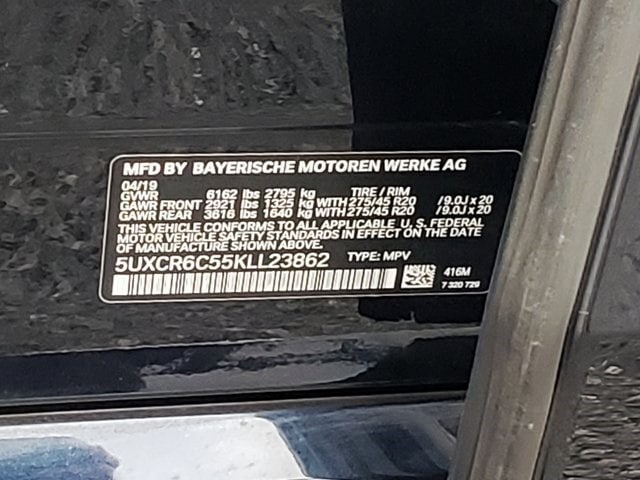 MFD BY BAYERISCHE MOTOREN WERKE AG
04/19
GVWR 6162 lbs 2795 kg TIRE / RIM
GAWR FRONT 2921 lbs 1325 kg WITH 275/45 R20 /9.0J x 20
GAWR REAR 3616 lbs 1640 kg WITH 275/45 R20 /9.0J x 20
THIS VEHICLE CONFORMS TO ALL APPLICABLE U.S. FEDERAL
MOTOR VEHICLE SAFETY STANDARDS IN EFFECT ON THE DATE
OF MANUFACTURE SHOWN ABOVE.
5UXCR6C55KLL23862 TYPE: MPV
416M
7 320 729